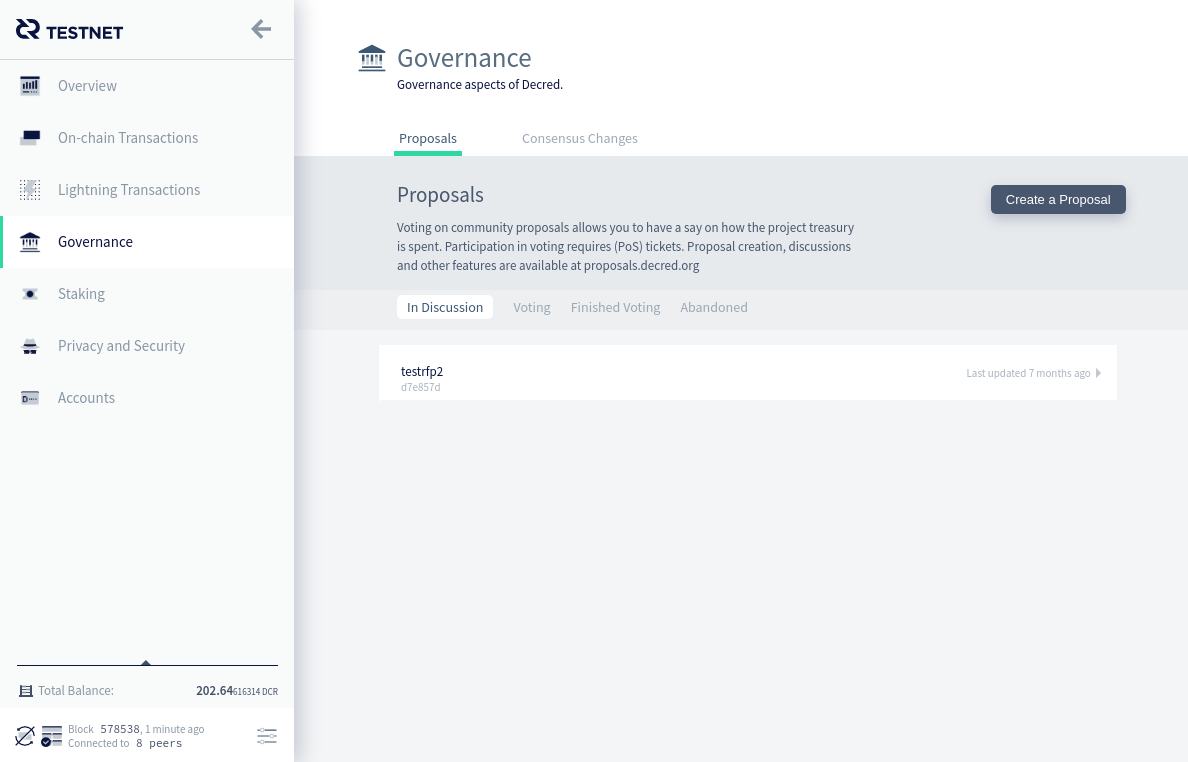 TESTNET
Overview
On-chain Transactions
Lightning Transactions
Governance
Staking
Privacy and Security
Accounts
Total Balance: 202.64616314 DCR
Block 578538, 1 minute ago
Connected to 8 peers
Governance
Governance aspects of Decred.
Proposals Consensus Changes
Proposals
Create a Proposal
Voting on community proposals allows you to have a say on how the project treasury
is spent. Participation in voting requires (PoS) tickets. Proposal creation, discussions
and other features are available at proposals.decred.org
In Discussion Voting Finished Voting Abandoned
testrfp2
d7e857d
Last updated 7 months ago